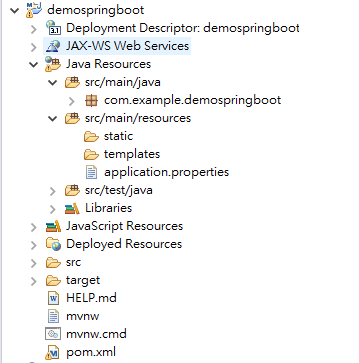 demospringboot
Deployment Descriptor: demospringboot
JAX-WS Web Services
Java Resources
src/main/java
com.example.demospringboot
src/main/resources
static
templates
application.properties
src/test/java
Libraries
JavaScript Resources
Deployed Resources
src
target
HELP.md
mvnw
mvnw.cmd
pom.xml